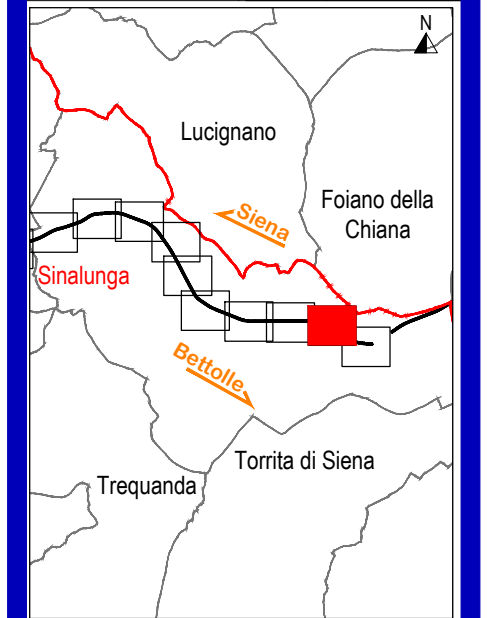 N
Lucignano
Foiano della
Chiana
Siena
Sinalunga
Bettolle
Torrita di Siena
Trequanda